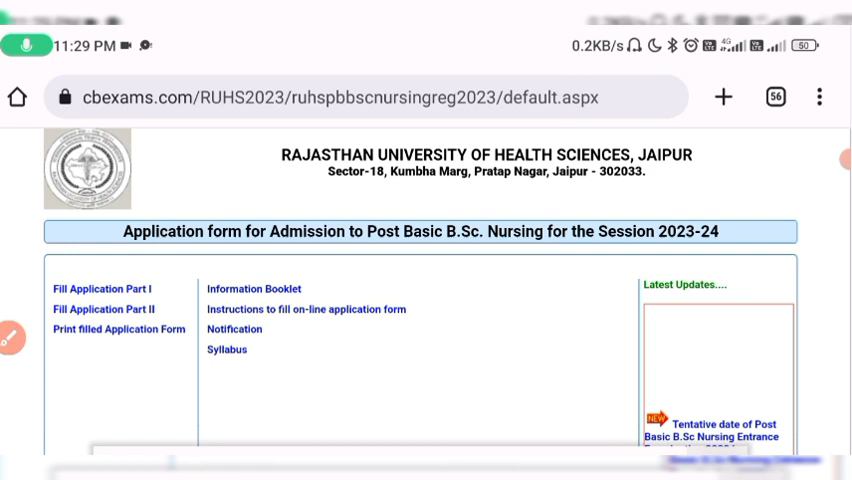 11:29 PM
0.2KB/s 4G 50
cbexams.com/RUHS2023/ruhspbbscnursingreg2023/default.aspx
56
RAJASTHAN UNIVERSITY OF HEALTH SCIENCES, JAIPUR
Sector-18, Kumbha Marg, Pratap Nagar, Jaipur - 302033.
Application form for Admission to Post Basic B.Sc. Nursing for the Session 2023-24
Fill Application Part I
Fill Application Part II
Print filled Application Form
Information Booklet
Instructions to fill on-line application form
Notification
Syllabus
Latest Updates....
NEW Tentative date of Post
Basic B.Sc Nursing Entrance